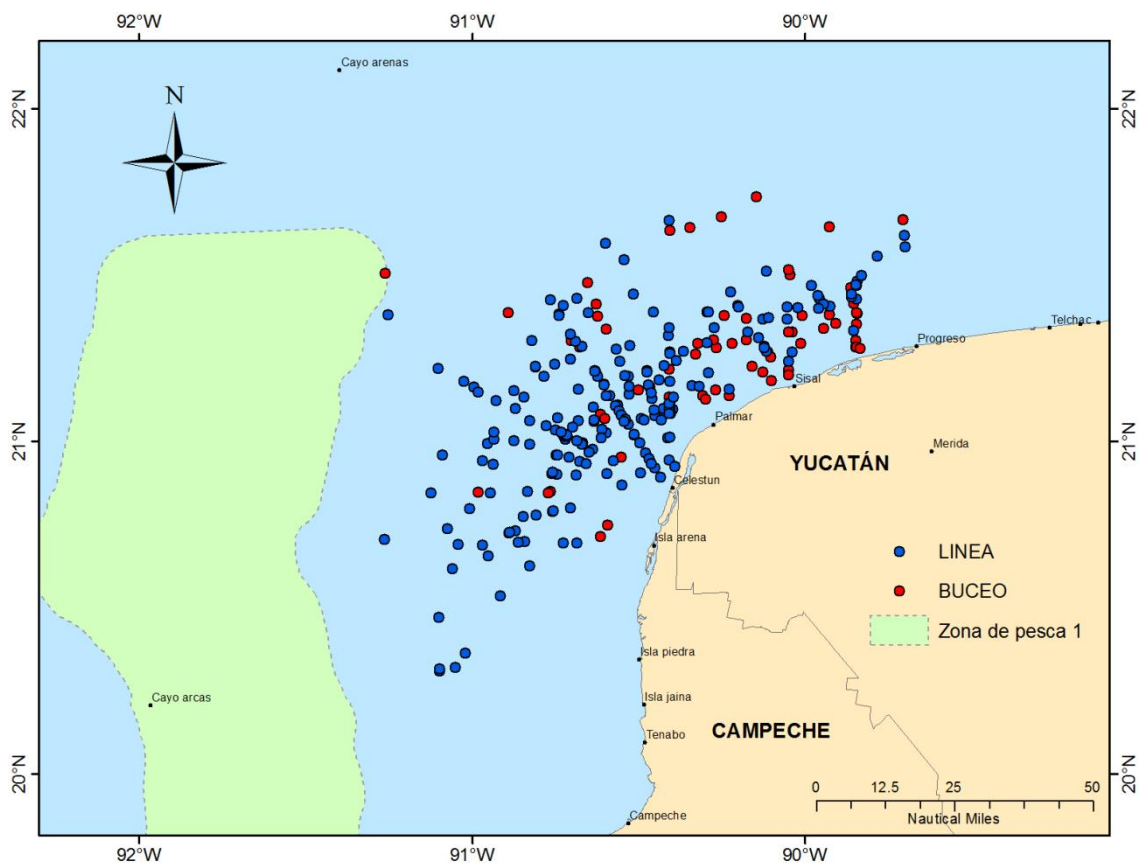 92°W 91°W 90°W
22°N 22°N
Cayo arenas
N
21°N 21°N
Telchac
Progreso
Sisal
Palmar
Merida
YUCATÁN
Celestun
Isla arena
LINEA
BUCEO
Zona de pesca 1
Isla piedra
Cayo arcas
Isla jaina
CAMPECHE
Tenabo
20°N 20°N
0 12.5 25 50
Nautical Miles
Campeche
92°W 91°W 90°W